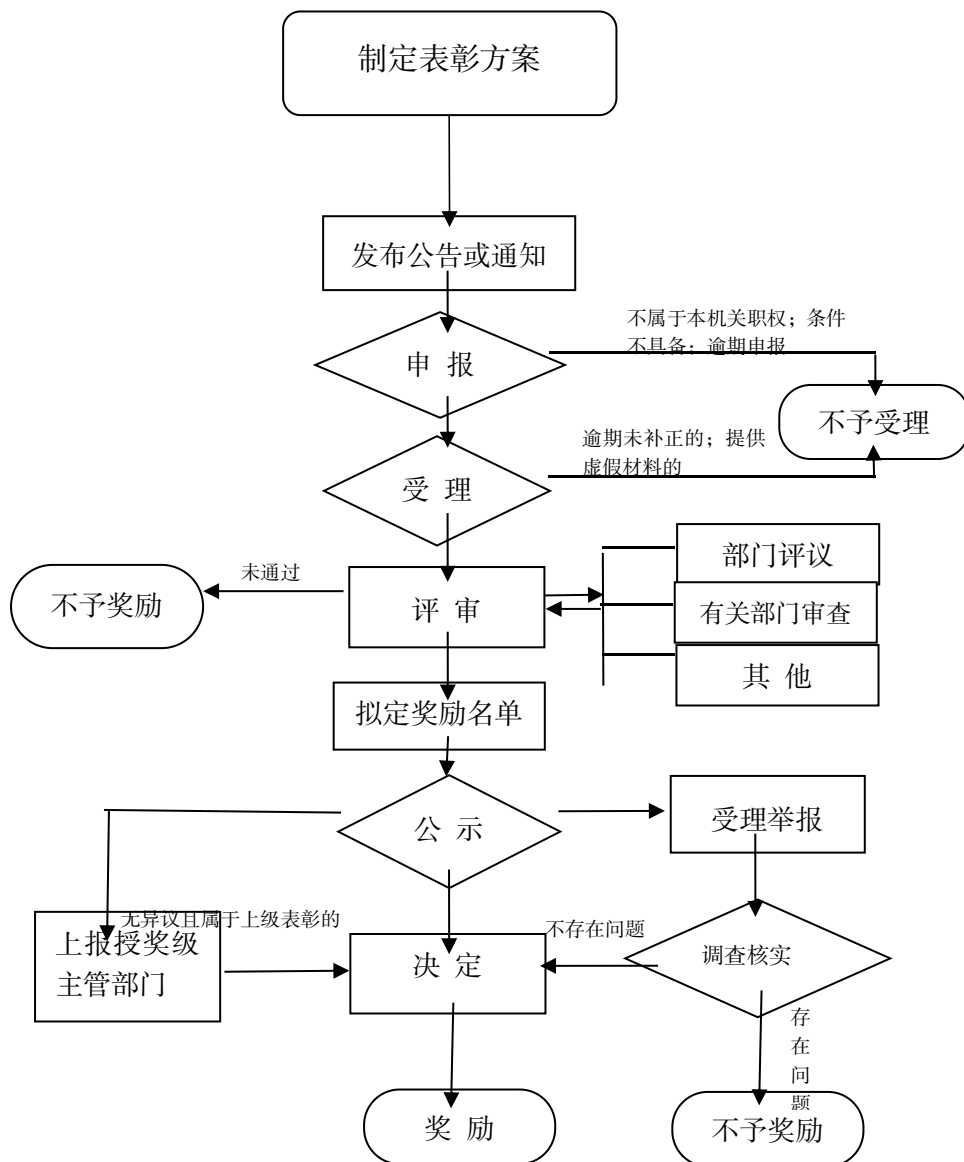 制定表彰方案
发布公告或通知
不属于本机关职权；条件
不具备；逾期申报
申 报
不予受理
逾期未补正的；提供
虚假材料的
受 理
部门评议
未通过
不予奖励
评 审
有关部门审查
其 他
拟定奖励名单
公 示
受理举报
无异议且属于上级表彰的
上报授奖级
主管部门
决 定
不存在问题
调查核实
存
在
问
题
奖 励
不予奖励